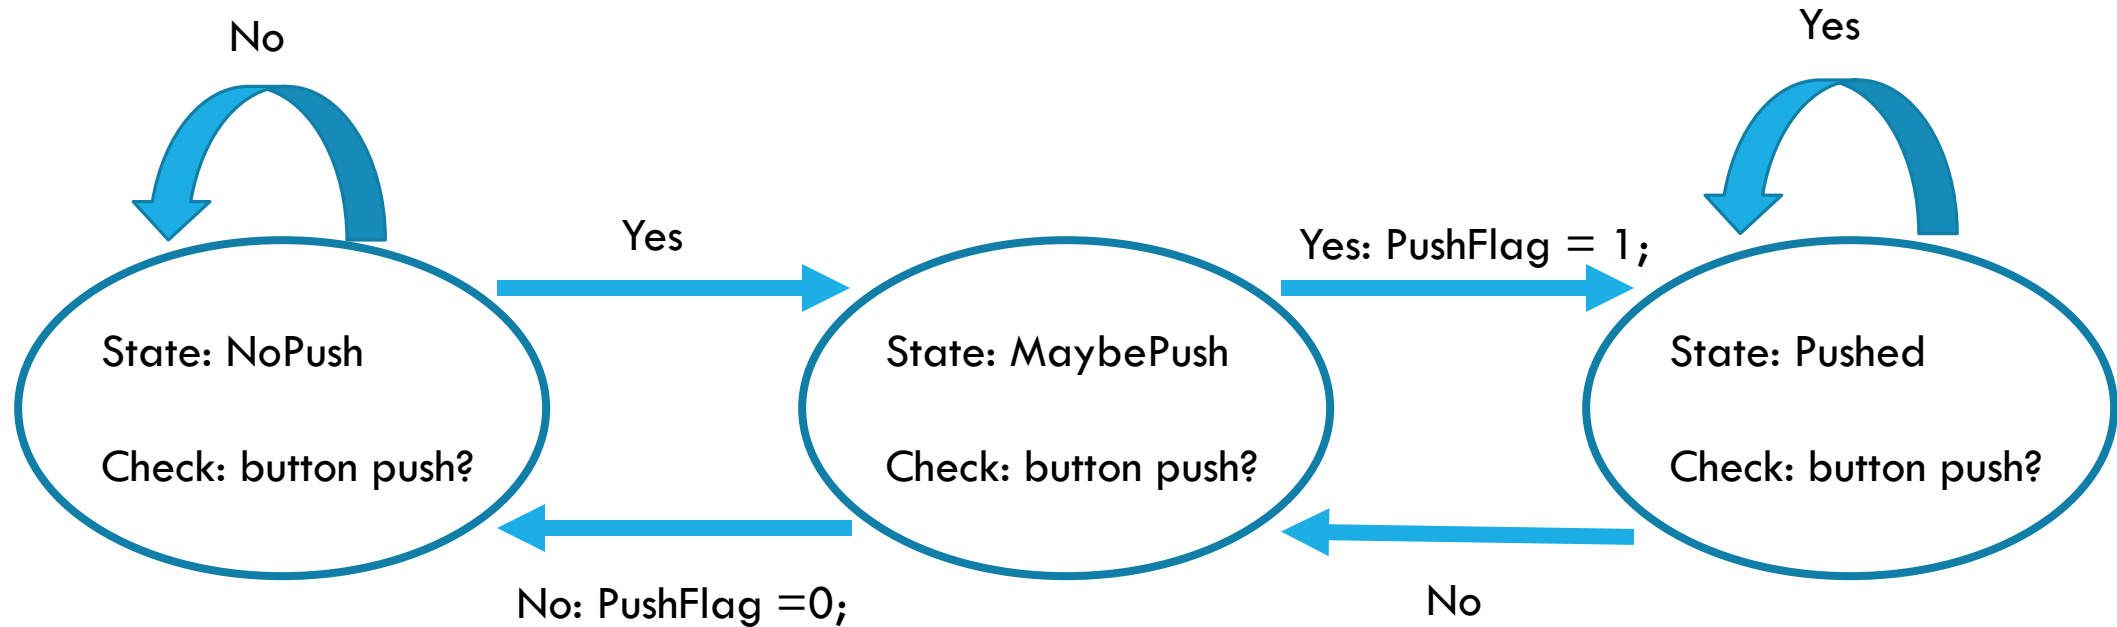 No
Yes
Yes
Yes: PushFlag = 1;
State: NoPush
Check: button push?
State: MaybePush
Check: button push?
State: Pushed
Check: button push?
No: PushFlag =0;
No